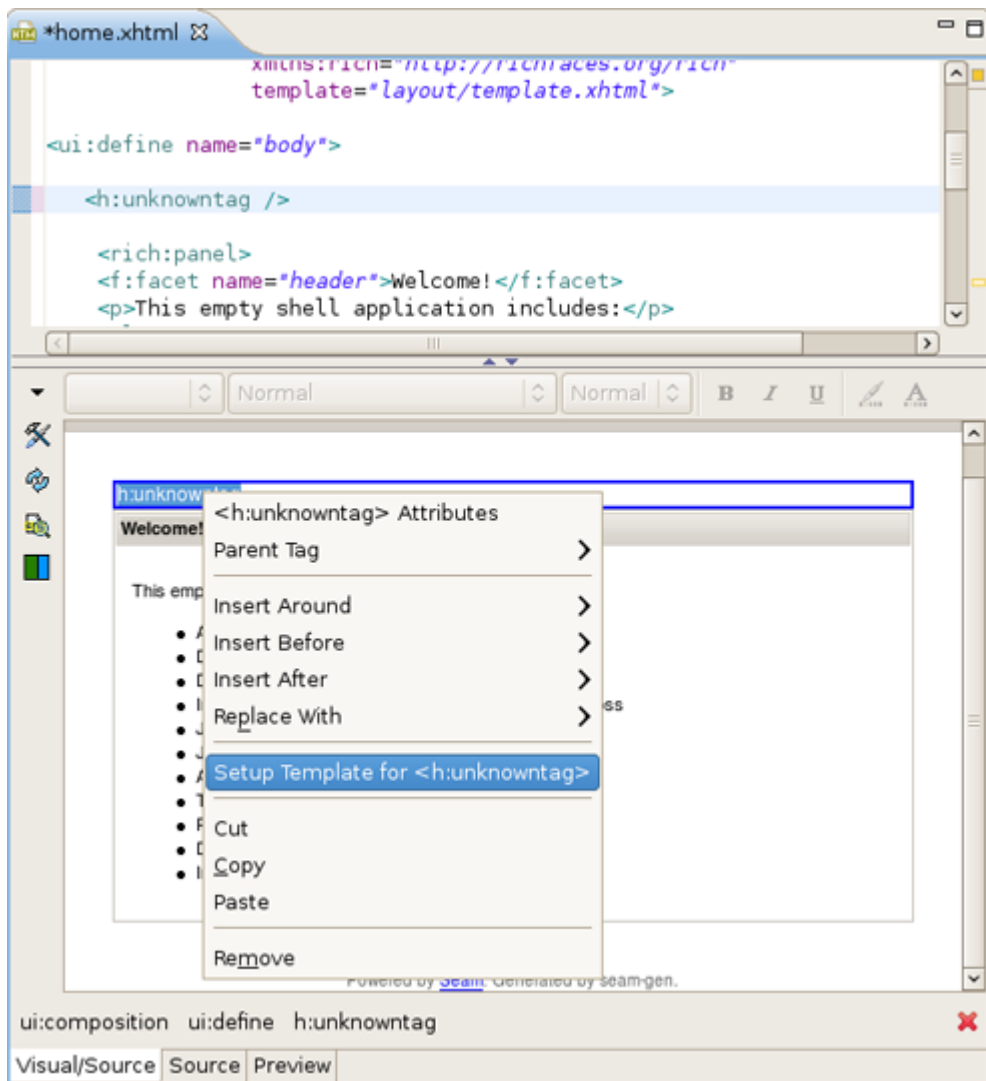 *home.xhtml
xmlns:rich="http://richfaces.org/rich"
template="layout/template.xhtml">
<ui:define name="body">
<h:unknowntag />
<rich:panel>
<f:facet name="header">Welcome!</f:facet>
<p>This empty shell application includes:</p>
Normal
Normal
B I U A
h:unknown
Welcome!
<h:unknowntag> Attributes
Parent Tag
This emp
Insert Around
Insert Before
Insert After
Replace With
ss
Setup Template for <h:unknowntag>
Cut
Copy
Paste
Remove
Powered by Seam. Generated by seam-gen.
ui:composition ui:define h:unknowntag
Visual/Source Source Preview